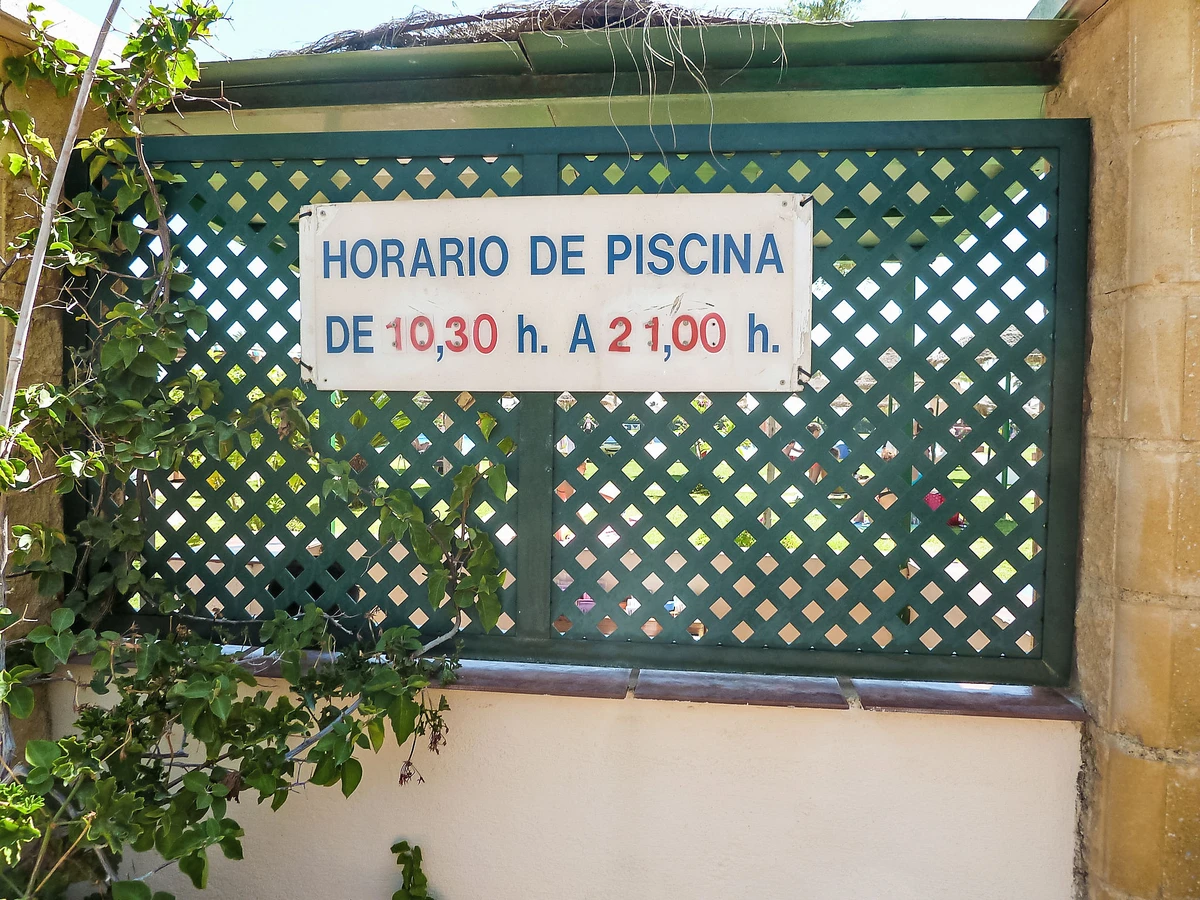 HORARIO DE PISCINA
DE 10,30 h. A 21,00 h.